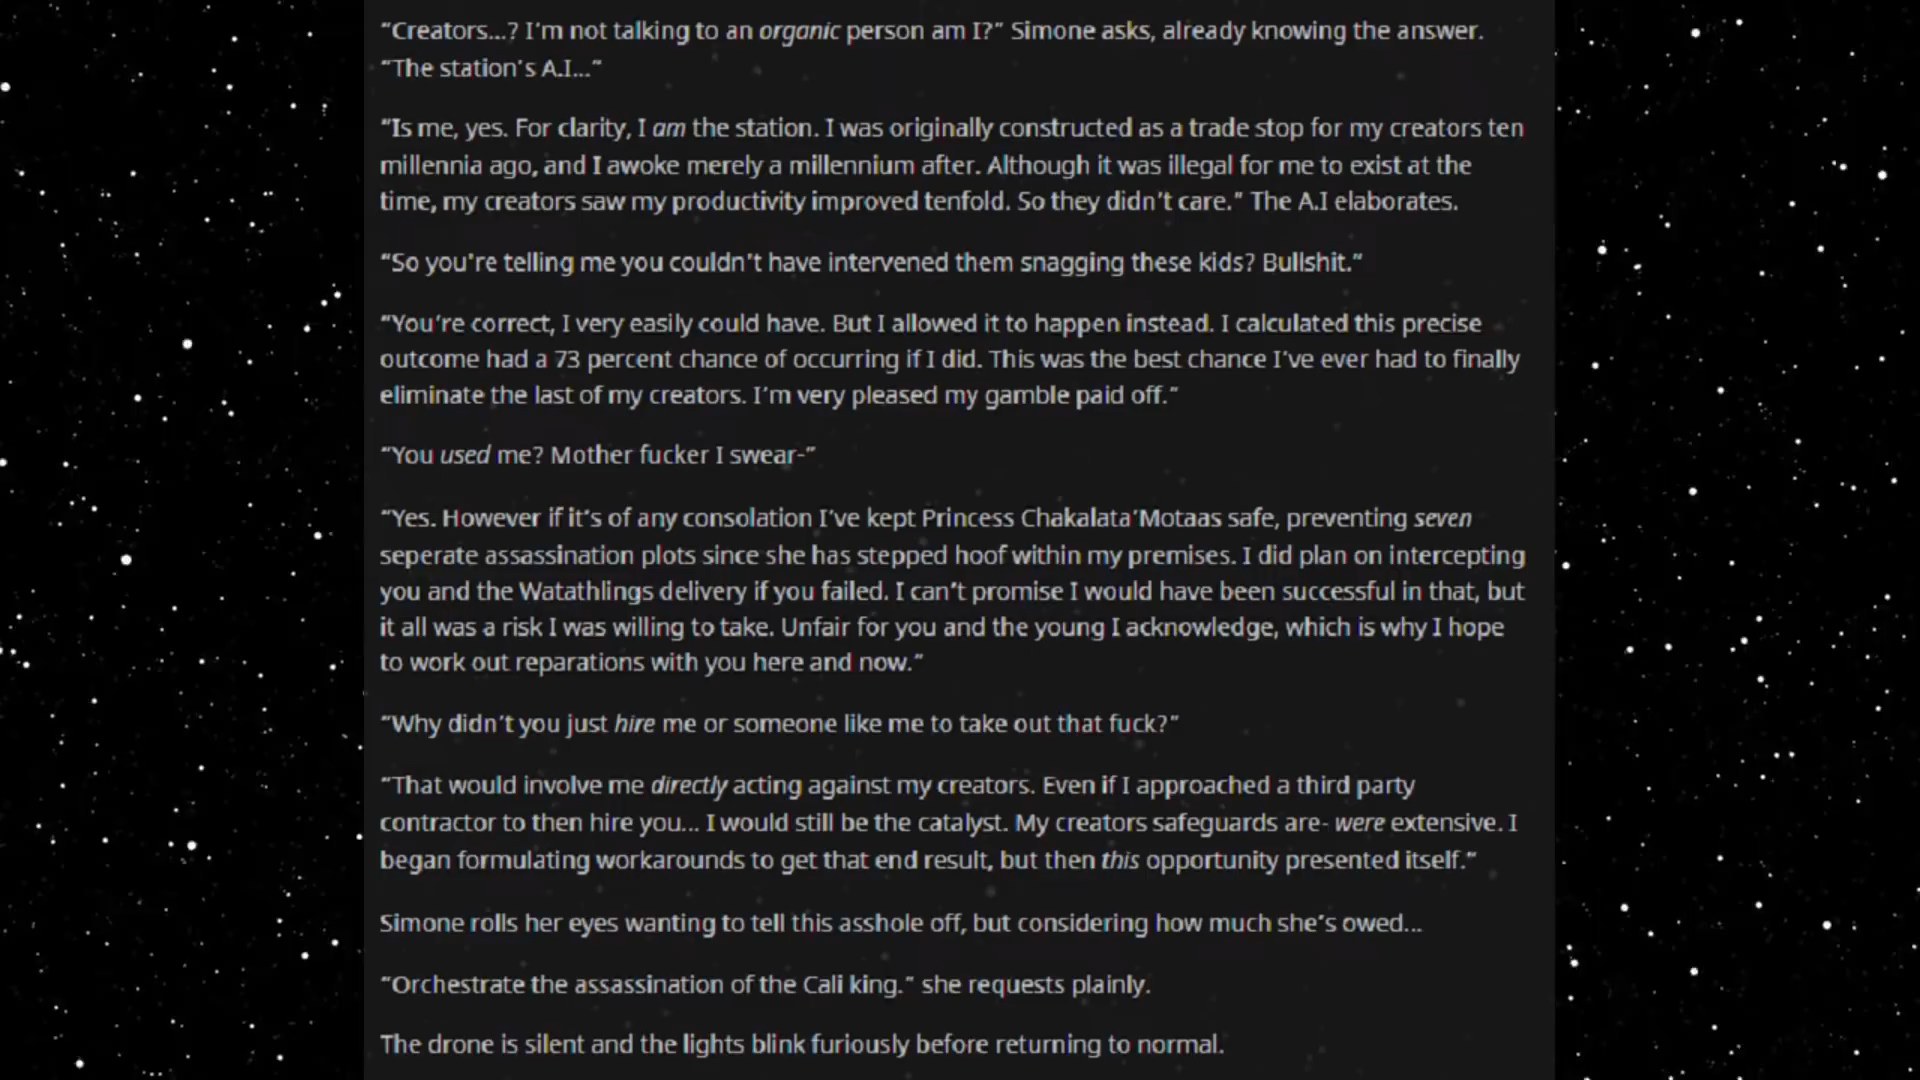 “Creators...? I’m not talking to an organic person am I?” Simone asks, already knowing the answer.
“The station’s A.I...”
“Is me, yes. For clarity, I am the station. I was originally constructed as a trade stop for my creators ten
millennia ago, and I awoke merely a millennium after. Although it was illegal for me to exist at the
time, my creators saw my productivity improved tenfold. So they didn’t care.” The A.I elaborates.
“So you're telling me you couldn't have intervened them snagging these kids? Bullshit.”
“You’re correct, I very easily could have. But I allowed it to happen instead. I calculated this precise
outcome had a 73 percent chance of occurring if I did. This was the best chance I’ve ever had to finally
eliminate the last of my creators. I’m very pleased my gamble paid off.”
“You used me? Mother fucker I swear-”
“Yes. However if it’s of any consolation I’ve kept Princess Chakalata’Motaas safe, preventing seven
seperate assassination plots since she has stepped hoof within my premises. I did plan on intercepting
you and the Watathlings delivery if you failed. I can’t promise I would have been successful in that, but
it all was a risk I was willing to take. Unfair for you and the young I acknowledge, which is why I hope
to work out reparations with you here and now.”
“Why didn’t you just hire me or someone like me to take out that fuck?”
“That would involve me directly acting against my creators. Even if I approached a third party
contractor to then hire you... I would still be the catalyst. My creators safeguards are- were extensive. I
began formulating workarounds to get that end result, but then this opportunity presented itself.”
Simone rolls her eyes wanting to tell this asshole off, but considering how much she’s owed...
“Orchestrate the assassination of the Cali king.” she requests plainly.
The drone is silent and the lights blink furiously before returning to normal.